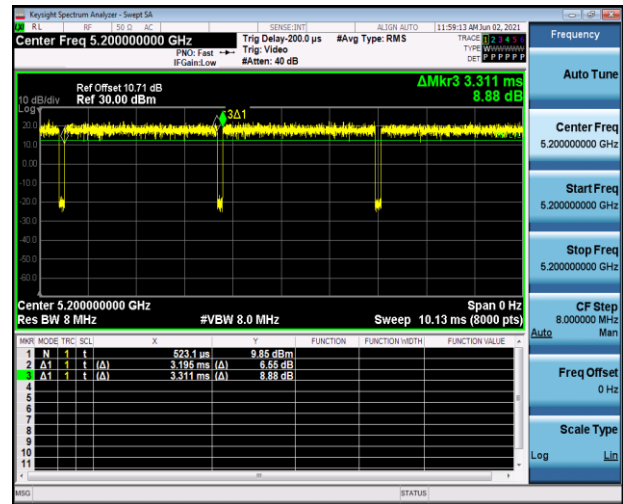 Keysight Spectrum Analyzer - Swept SA
RL RF 50 Ω AC SENSE:INT ALIGN AUTO 11:59:13 AM Jun 02, 2021
Center Freq 5.200000000 GHz
PNO: Fast
IFGain:Low
Trig Delay-200.0 µs
Trig: Video
#Atten: 40 dB
#Avg Type: RMS
TRACE 1 2 3 4 5 6
TYPE WWWWWW
DET P P P P P P
Ref Offset 10.71 dB
Ref 30.00 dBm
10 dB/div
Log
ΔMkr3 3.311 ms
8.88 dB
3Δ1
20.0
10.0
0.00
-10.0
-20.0
-30.0
-40.0
-50.0
-60.0
Center 5.200000000 GHz Span 0 Hz
Res BW 8 MHz #VBW 8.0 MHz Sweep 10.13 ms (8000 pts)
MKR MODE TRC SCL X Y FUNCTION FUNCTION WIDTH FUNCTION VALUE
1 N 1 t 523.1 µs 9.85 dBm
2 Δ1 1 t (Δ) 3.195 ms (Δ) 6.55 dB
3 Δ1 1 t (Δ) 3.311 ms (Δ) 8.88 dB
4
5
6
7
8
9
10
11
MSG STATUS
Frequency
Auto Tune
Center Freq
5.200000000 GHz
Start Freq
5.200000000 GHz
Stop Freq
5.200000000 GHz
CF Step
8.000000 MHz
Auto Man
Freq Offset
0 Hz
Scale Type
Log Lin